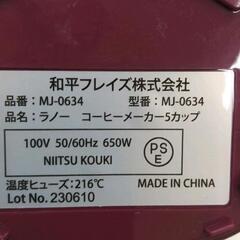 和平フレイズ株式会社
品番：MJ-0634 型番：MJ-0634
品名：ラノー コーヒーメーカー5カップ
100V 50/60Hz 650W
NIITSU KOUKI
PS
E
温度ヒューズ：216℃ MADE IN CHINA
Lot No. 230610